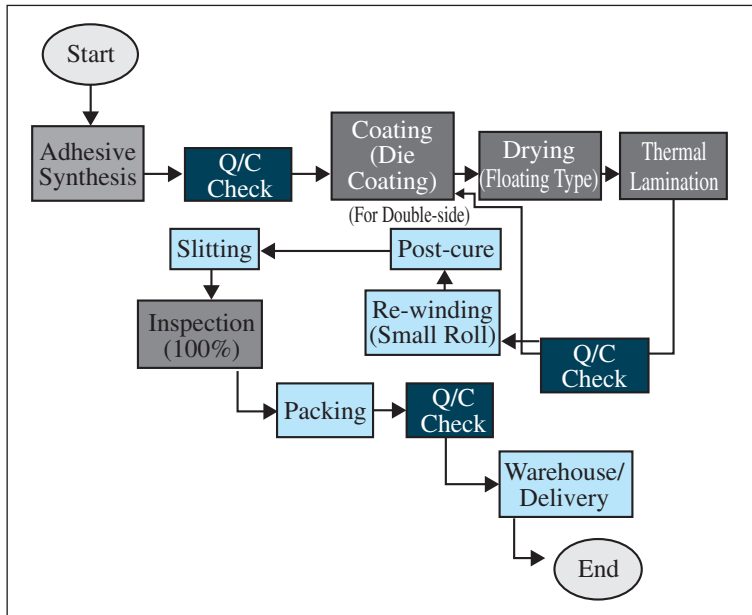 Start
Adhesive
Synthesis
Q/C
Check
Coating
(Die
Coating)
Drying
(Floating Type)
Thermal
Lamination
(For Double-side)
Slitting
Post-cure
Re-winding
(Small Roll)
Inspection
(100%)
Q/C
Check
Packing
Q/C
Check
Warehouse/
Delivery
End